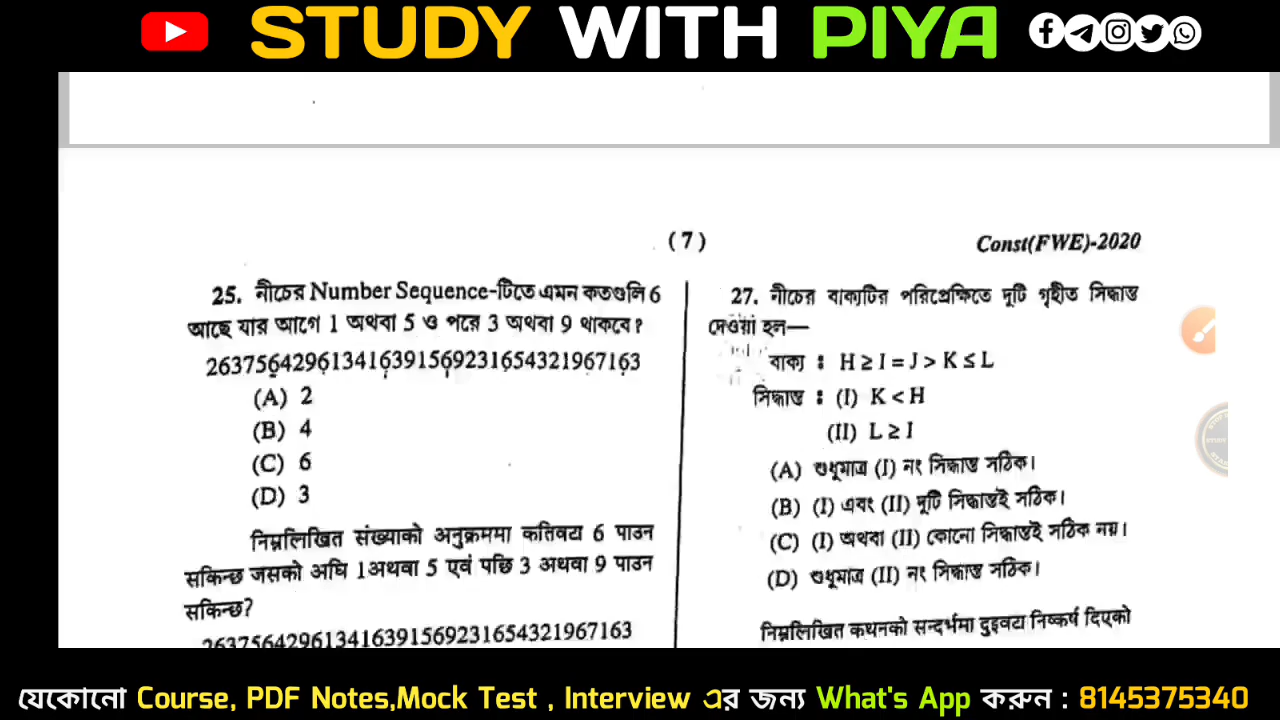 STUDY WITH PIYA
(7)
Const(FWE)-2020
25. নীচের Number Sequence-টিতে এমন কতগুলি 6
আছে যার আগে 1 অথবা 5 ও পরে 3 অথবা 9 থাকবে?
263756429613416391569231654321967163
(A) 2
(B) 4
(C) 6
(D) 3
निम्नलिखित संख्याको अनुक्रममा कतिवटा 6 पाउन
सकिन्छ जसको अघि 1अथवा 5 एवं पछि 3 अथवा 9 पाउन
सकिन्छ?
263756429613416391569231654321967163
27. নীচের বাক্যটির পরিপ্রেক্ষিতে দুটি গৃহীত সিদ্ধান্ত
দেওয়া হল—
বাক্য : H ≥ I = J > K ≤ L
সিদ্ধান্ত : (I) K < H
(II) L ≥ I
(A) শুধুমাত্র (I) নং সিদ্ধান্ত সঠিক।
(B) (I) এবং (II) দুটি সিদ্ধান্তই সঠিক।
(C) (I) অথবা (II) কোনো সিদ্ধান্তই সঠিক নয়।
(D) শুধুমাত্র (II) নং সিদ্ধান্ত সঠিক।
निम्नलिखित कथनको सन्दर्भमा दुइवटा निष्कर्ष दिएको
যেকোনো Course, PDF Notes,Mock Test , Interview এর জন্য What's App করুন : 8145375340